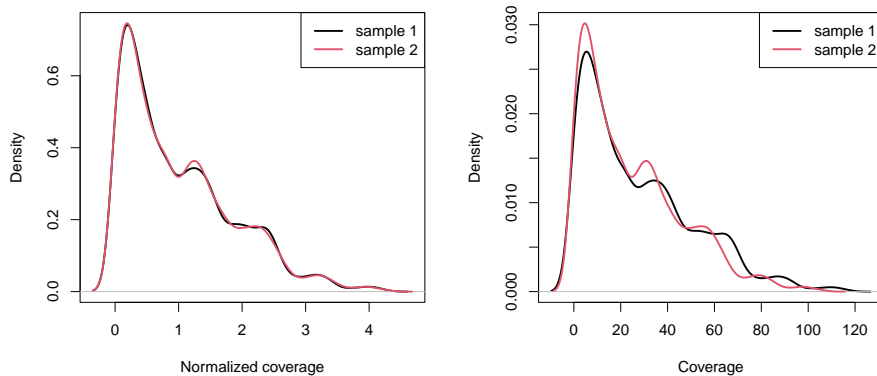 sample 1
sample 2
Density
0.0 0.2 0.4 0.6
0 1 2 3 4
Normalized coverage
sample 1
sample 2
Density
0.000 0.010 0.020 0.030
0 20 40 60 80 100 120
Coverage